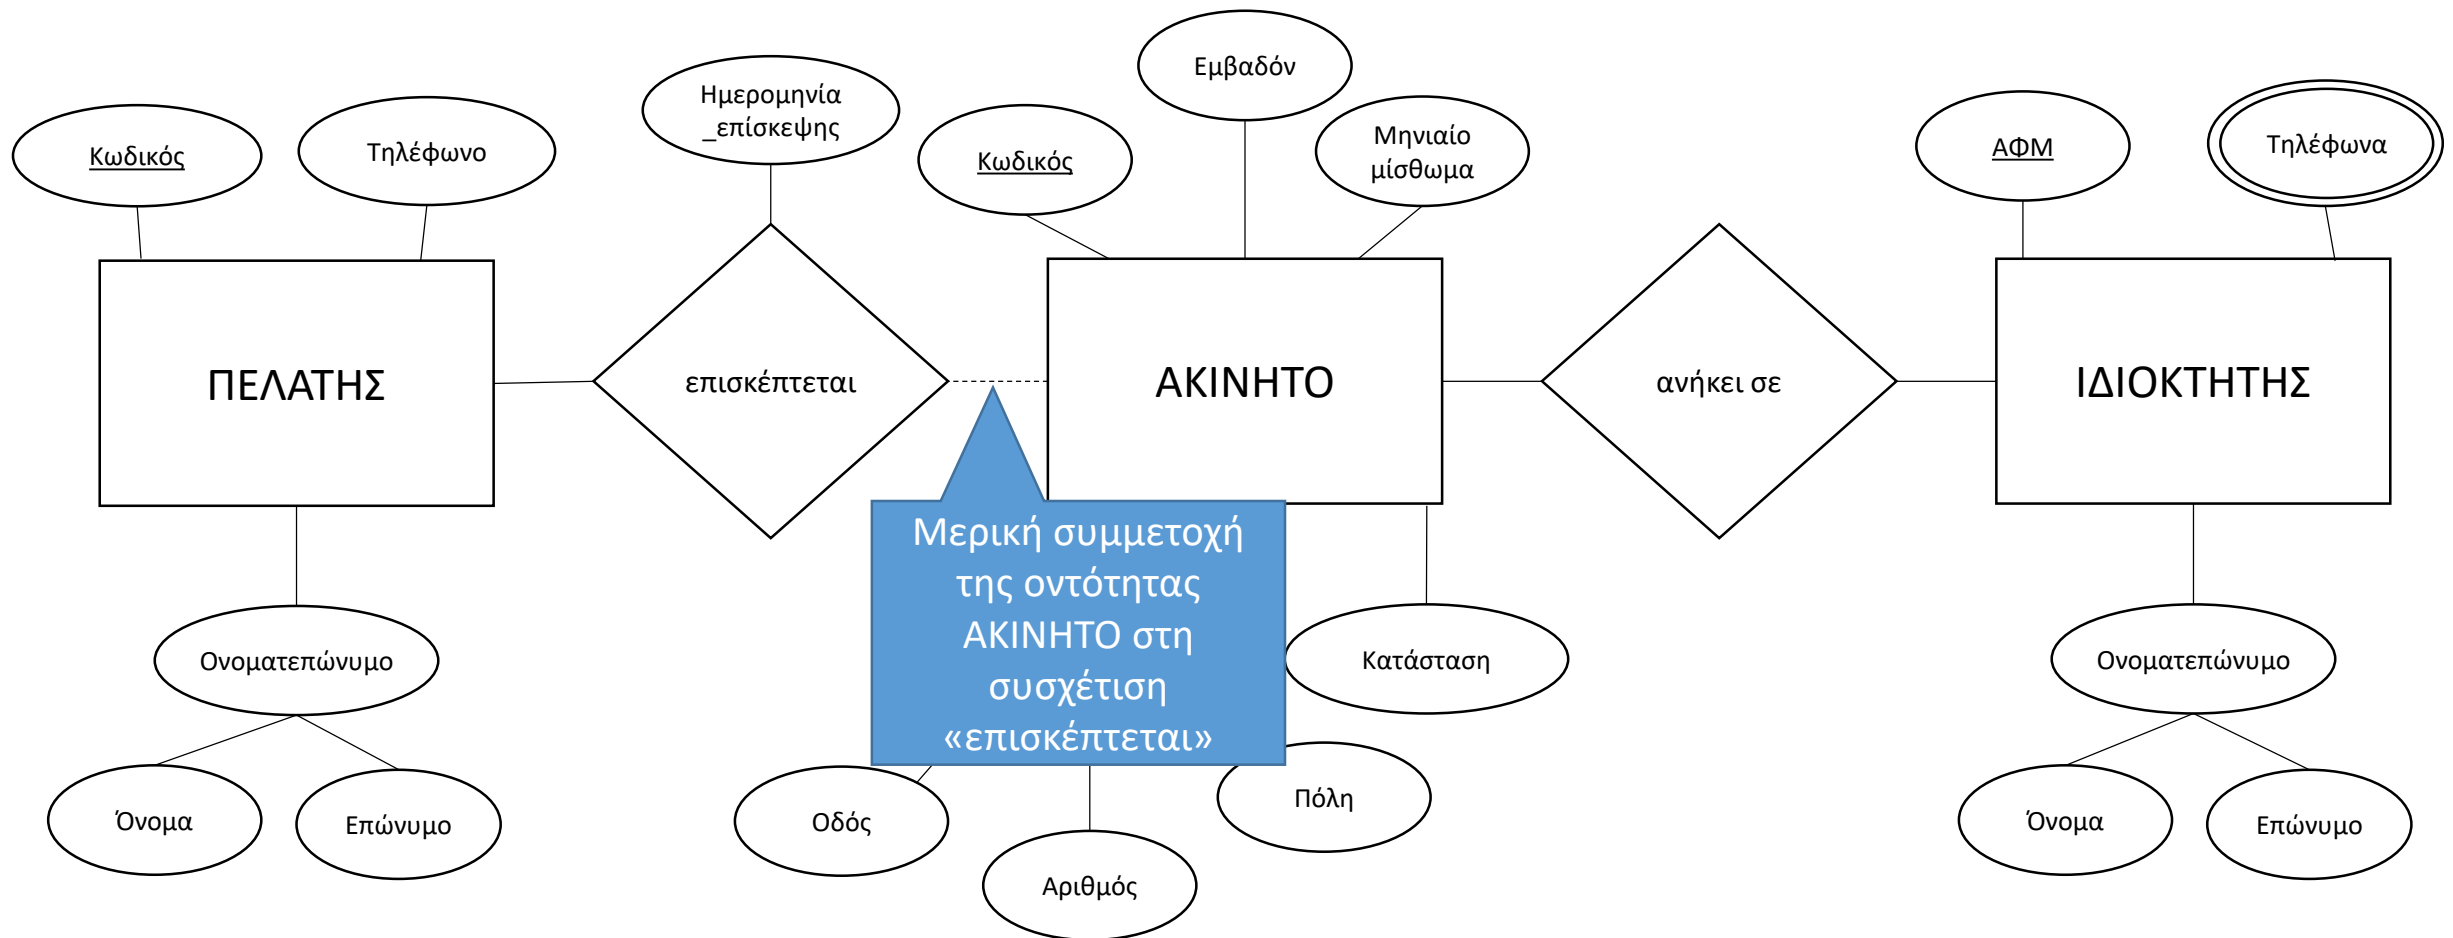 Εμβαδόν
Ημερομηνία
_επίσκεψης
Κωδικός
Τηλέφωνο
Κωδικός
Μηνιαίο
μίσθωμα
ΑΦΜ
Τηλέφωνα
ΠΕΛΑΤΗΣ
επισκέπτεται
ΑΚΙΝΗΤΟ
ανήκει σε
ΙΔΙΟΚΤΗΤΗΣ
Μερική συμμετοχή
της οντότητας
ΑΚΙΝΗΤΟ στη
συσχέτιση
«επισκέπτεται»
Ονοματεπώνυμο
Κατάσταση
Ονοματεπώνυμο
Όνομα
Επώνυμο
Οδός
Αριθμός
Πόλη
Όνομα
Επώνυμο